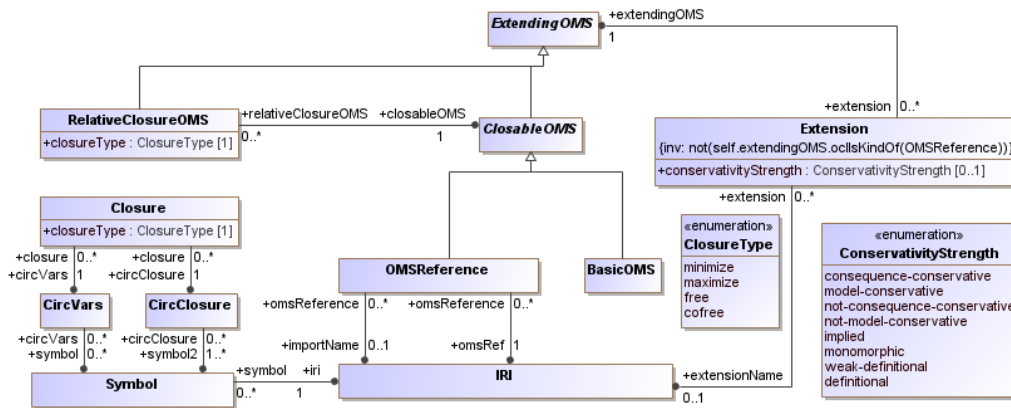 ExtendingOMS
+extendingOMS
1
RelativeClosureOMS
+closureType : ClosureType [1]
+relativeClosureOMS
0..*
+closableOMS
1
ClosableOMS
+extension
0..*
Extension
{inv: not(self.extendingOMS.oclIsKindOf(OMSReference))}
+conservativityStrength : ConservativityStrength [0..1]
+extension
0..*
Closure
+closureType : ClosureType [1]
+closure
0..*
+closure
0..*
+circVars
1
+circClosure
1
CircVars
CircClosure
+circVars
0..*
+circClosure
0..*
+symbol
0..*
+symbol2
1..*
Symbol
+symbol
0..*
+iri
1
OMSReference
BasicOMS
+omsReference
0..*
+omsReference
0..*
+importName
0..1
+omsRef
1
IRI
+extensionName
0..1
«enumeration»
ClosureType
minimize
maximize
free
cofree
«enumeration»
ConservativityStrength
consequence-conservative
model-conservative
not-consequence-conservative
not-model-conservative
implied
monomorphic
weak-definitional
definitional